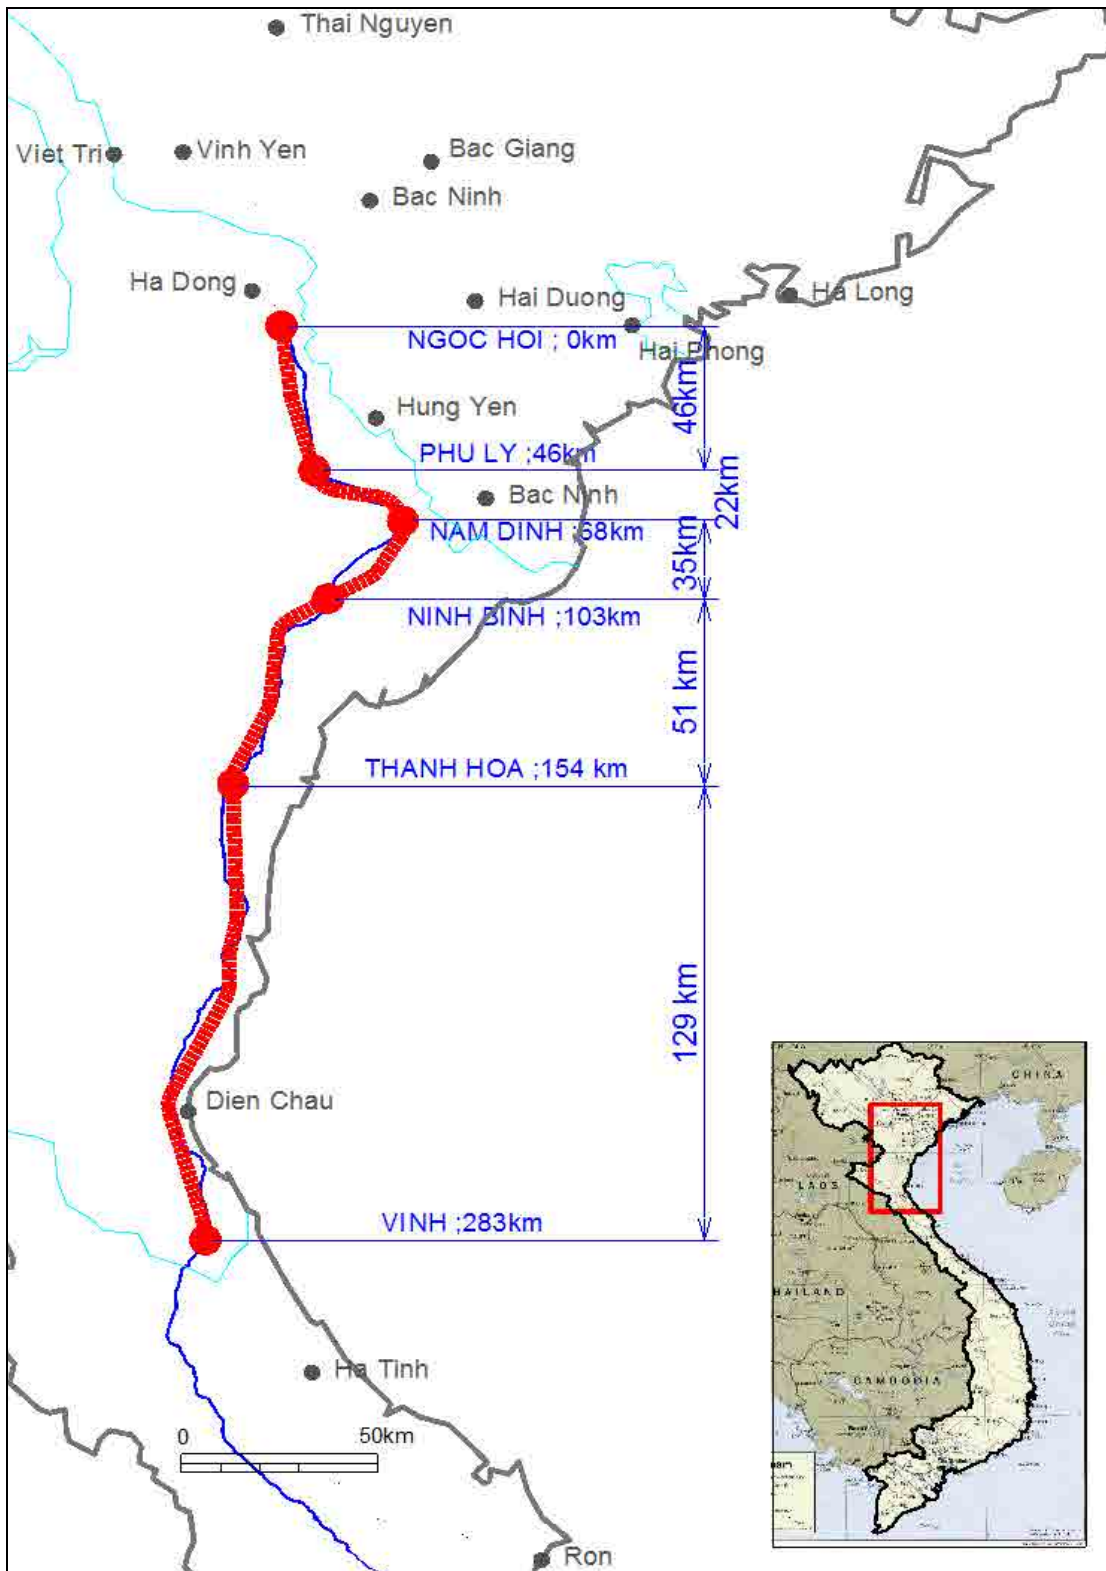 Thai Nguyen
Viet Tri
Vinh Yen
Bac Giang
Bac Ninh
Ha Dong
Hai Duong
Ha Long
NGOC HOI ; 0km
Hai Phong
46km
Hung Yen
PHU LY ;46km
22km
Bac Ninh
NAM DINH ;68km
35km
NINH BINH ;103km
51 km
THANH HOA ;154 km
129 km
Dien Chau
VINH ;283km
Ha Tinh
0 50km
Ron
CHINA
LAOS
THAILAND
CAMBODIA